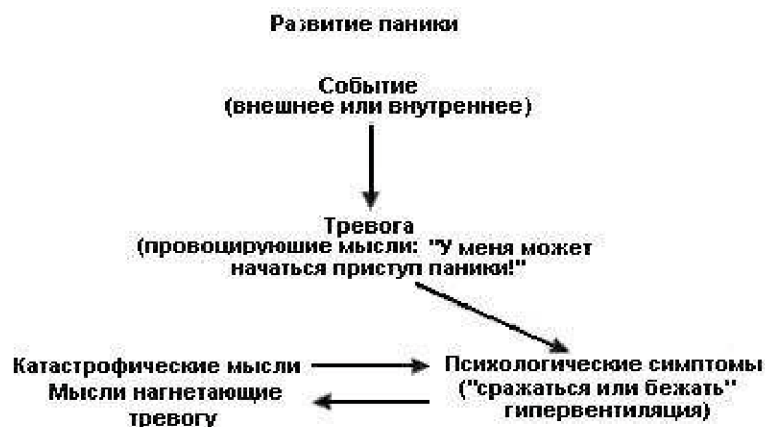 Развитие паники
Событие
(внешнее или внутреннее)
Тревога
(провоцирующие мысли: "У меня может
начаться приступ паники!"
Катастрофические мысли
Мысли нагнетающие
тревогу
Психологические симптомы
("сражаться или бежать"
гипервентиляция)